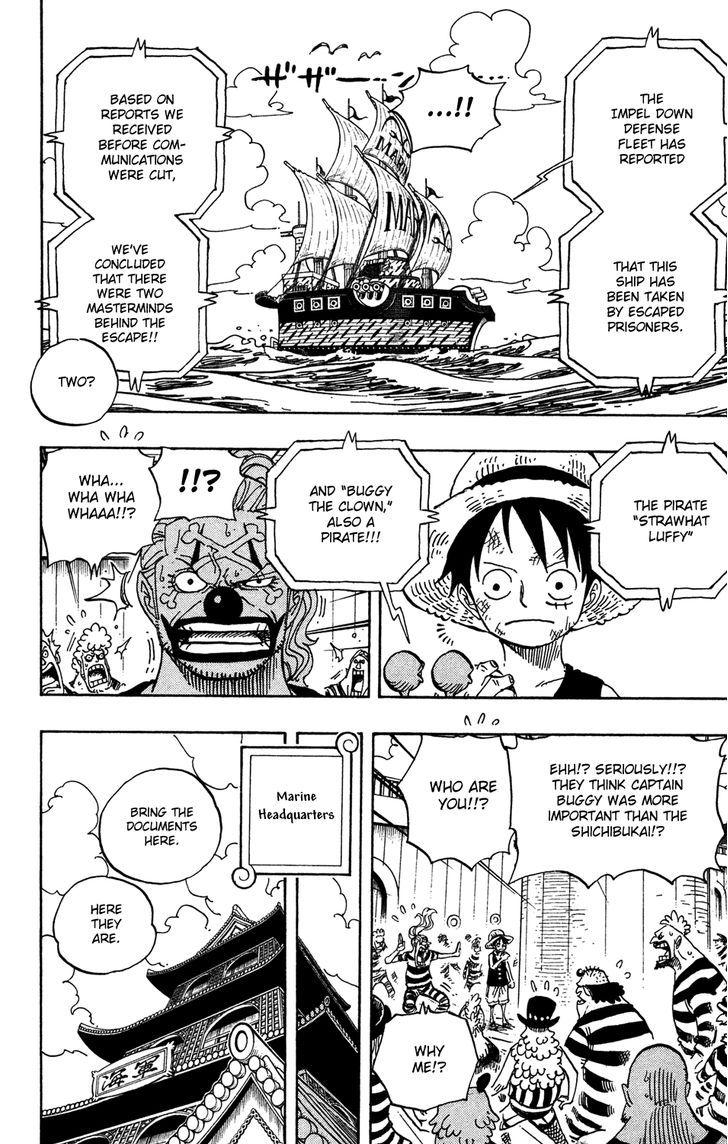 THE
IMPEL DOWN
DEFENSE
FLEET HAS
REPORTED
THAT THIS
SHIP HAS
BEEN TAKEN
BY ESCAPED
PRISONERS.
...!!
ザザーーー...
MARINE
BASED ON
REPORTS WE
RECEIVED
BEFORE COM-
MUNICATIONS
WERE CUT,
WE'VE
CONCLUDED
THAT THERE
WERE TWO
MASTERMINDS
BEHIND THE
ESCAPE!!
TWO?
THE PIRATE
"STRAWHAT
LUFFY"
AND "BUGGY
THE CLOWN,"
ALSO A
PIRATE!!!
!!?
WHA...
WHA WHA
WHAAA!!?
EHH!? SERIOUSLY!!?
THEY THINK CAPTAIN
BUGGY WAS MORE
IMPORTANT THAN THE
SHICHIBUKAI!?
WHO ARE
YOU!!?
WHY
ME!?
Marine
Headquarters
BRING THE
DOCUMENTS
HERE.
HERE
THEY
ARE.
海軍